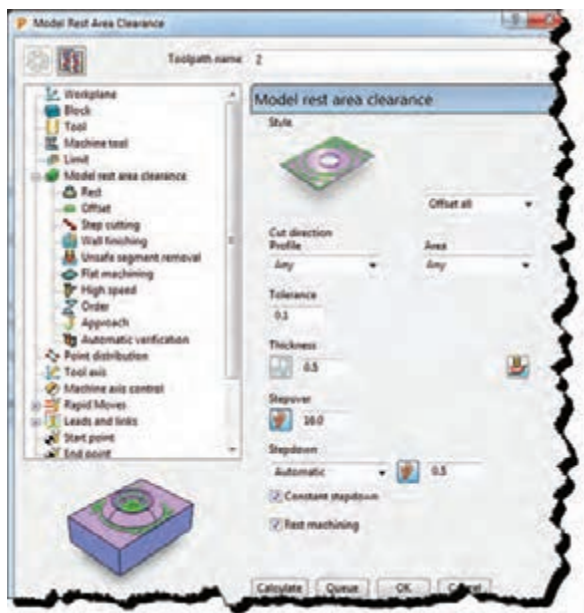 Model Rest Area Clearance
Toolpath name 2
Workplane
Block
Tool
Machine tool
Limit
Model rest area clearance
Rest
Offset
Step cutting
Wall finishing
Unsafe segment removal
Flat machining
High speed
Order
Approach
Automatic verification
Point distribution
Tool axis
Machine axis control
Rapid Moves
Leads and links
Start point
End point
Model rest area clearance
Style
Offset all
Cut direction
Profile Area
Any Any
Tolerance
0.1
Thickness
0.5
Stepover
16.0
Stepdown
Automatic 0.5
Constant stepdown
Rest machining
Calculate Queue OK Cancel